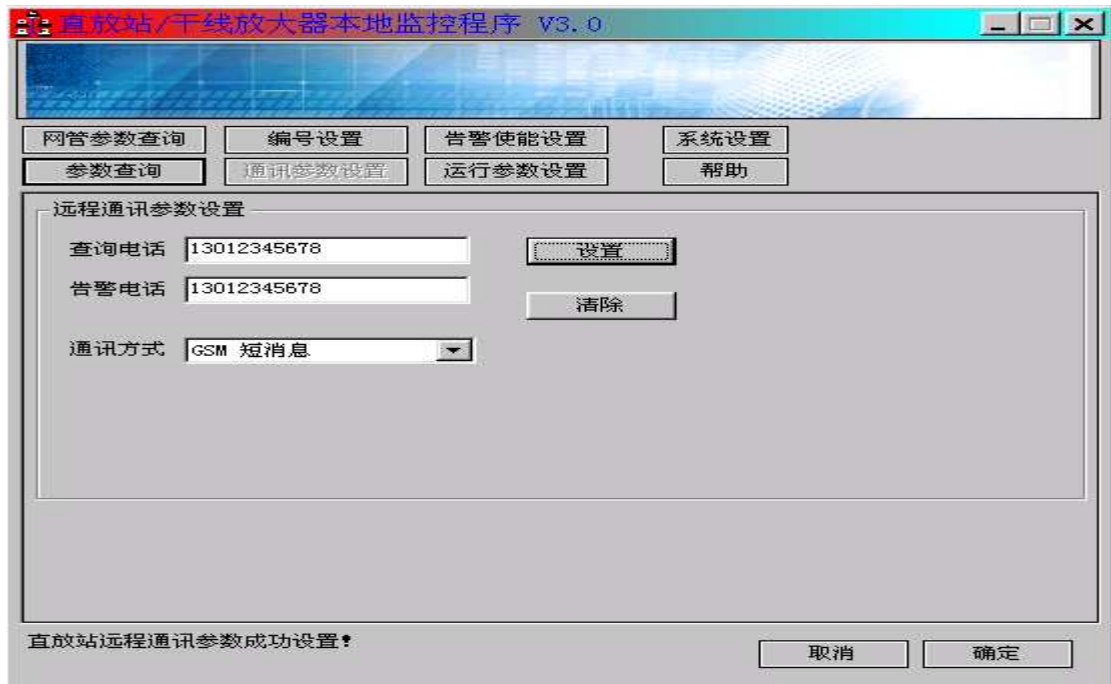 直放站/干线放大器本地监控程序 V3.0
网管参数查询 编号设置 告警使能设置 系统设置
参数查询 通讯参数设置 运行参数设置 帮助
远程通讯参数设置
查询电话 13012345678 设置
告警电话 13012345678 清除
通讯方式 GSM 短消息
直放站远程通讯参数成功设置!
取消 确定